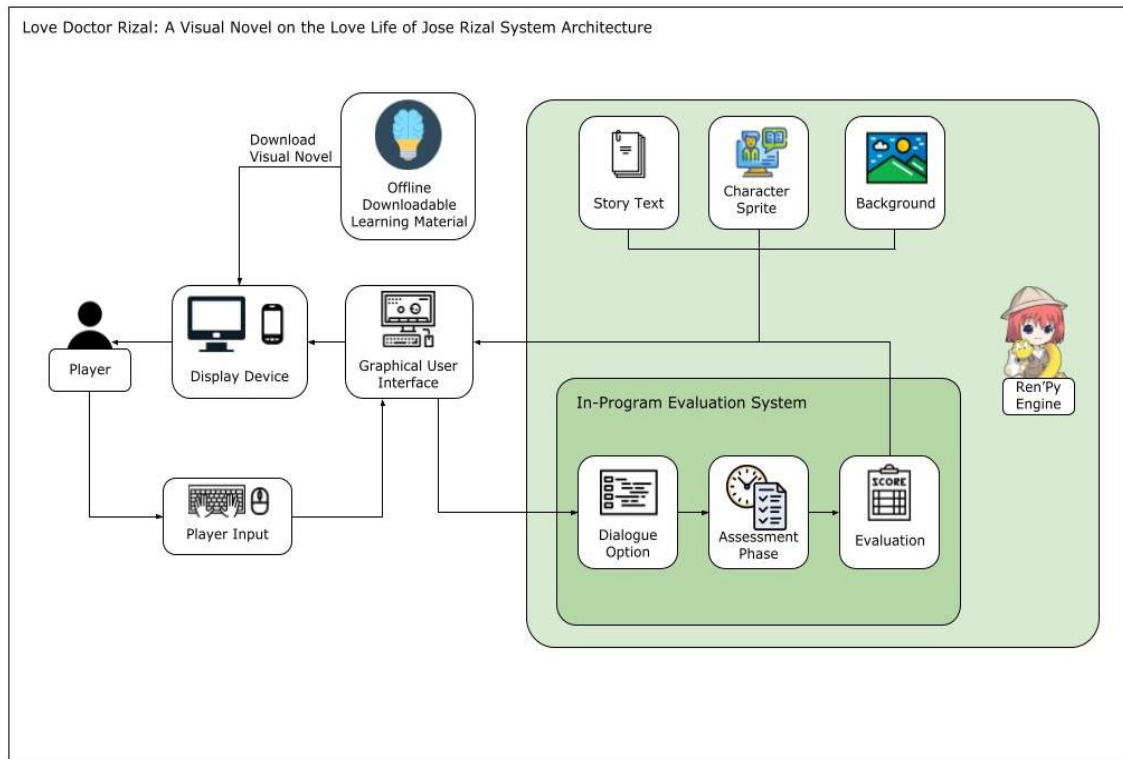 Love Doctor Rizal: A Visual Novel on the Love Life of Jose Rizal System Architecture
Download
Visual Novel
Offline
Downloadable
Learning Material
Story Text
Character
Sprite
Background
Player
Display Device
Graphical User
Interface
Ren'Py
Engine
In-Program Evaluation System
Player Input
Dialogue
Option
Assessment
Phase
SCORE
Evaluation